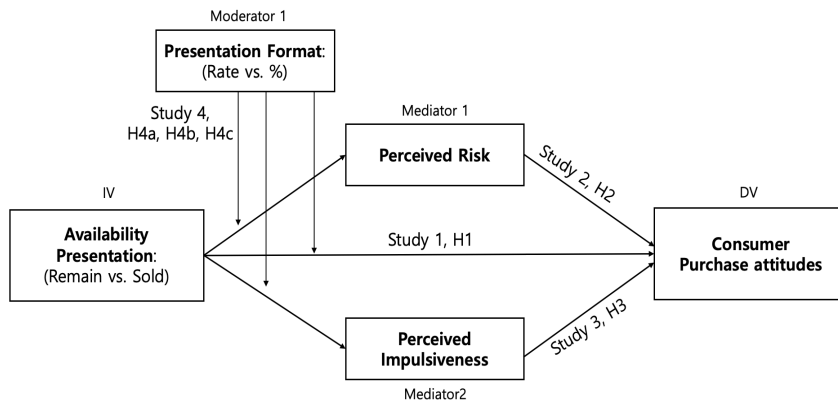 Moderator 1
Presentation Format:
(Rate vs. %)
Study 4,
H4a, H4b, H4c
Mediator 1
Perceived Risk
Study 2, H2
IV
Availability
Presentation:
(Remain vs. Sold)
Study 1, H1
DV
Consumer
Purchase attitudes
Study 3, H3
Perceived
Impulsiveness
Mediator2